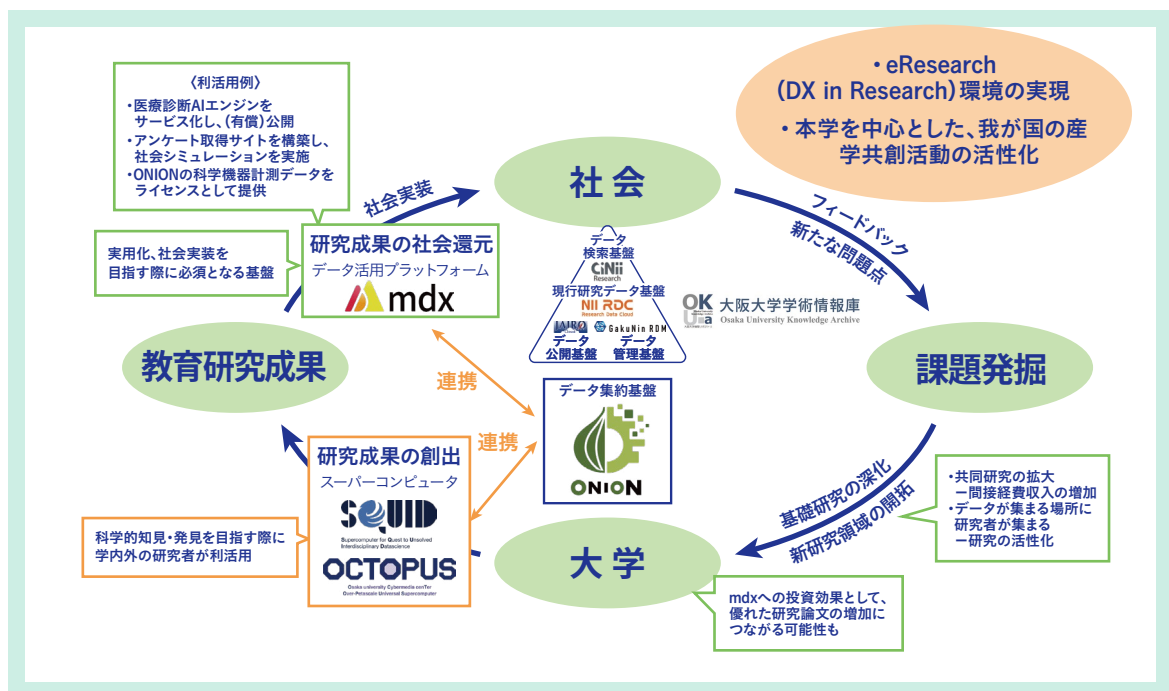 ・eResearch
（DX in Research）環境の実現
・本学を中心とした、我が国の産
学共創活動の活性化
〈利活用例〉
・医療診断AIエンジンを
サービス化し、（有償）公開
・アンケート取得サイトを構築し、
社会シミュレーションを実施
・ONIONの科学機器計測データを
ライセンスとして提供
社会実装
社会
フィードバック
新たな問題点
実用化、社会実装を
目指す際に必須となる基盤
研究成果の社会還元
データ活用プラットフォーム
mdx
データ
検索基盤
CiNii
Research
現行研究データ基盤
NII RDC
Research Data Cloud
JAIRO
GakuNin RDM
データ
公開基盤
データ
管理基盤
OUKA
大阪大学学術情報庫
Osaka University Knowledge Archive
教育研究成果
連携
データ集約基盤
ONION
課題発掘
連携
研究成果の創出
スーパーコンピュータ
SQUID
Supercomputer for Quest to Unsolved
Interdisciplinary Datascience
OCTOPUS
Osaka university Cybermedia cenTer
Over-Petascale Universal Supercomputer
科学的知見・発見を目指す際に
学内外の研究者が利活用
基礎研究の深化
新研究領域の開拓
・共同研究の拡大
ー間接経費収入の増加
・データが集まる場所に
研究者が集まる
ー研究の活性化
大学
mdxへの投資効果として、
優れた研究論文の増加に
つながる可能性も